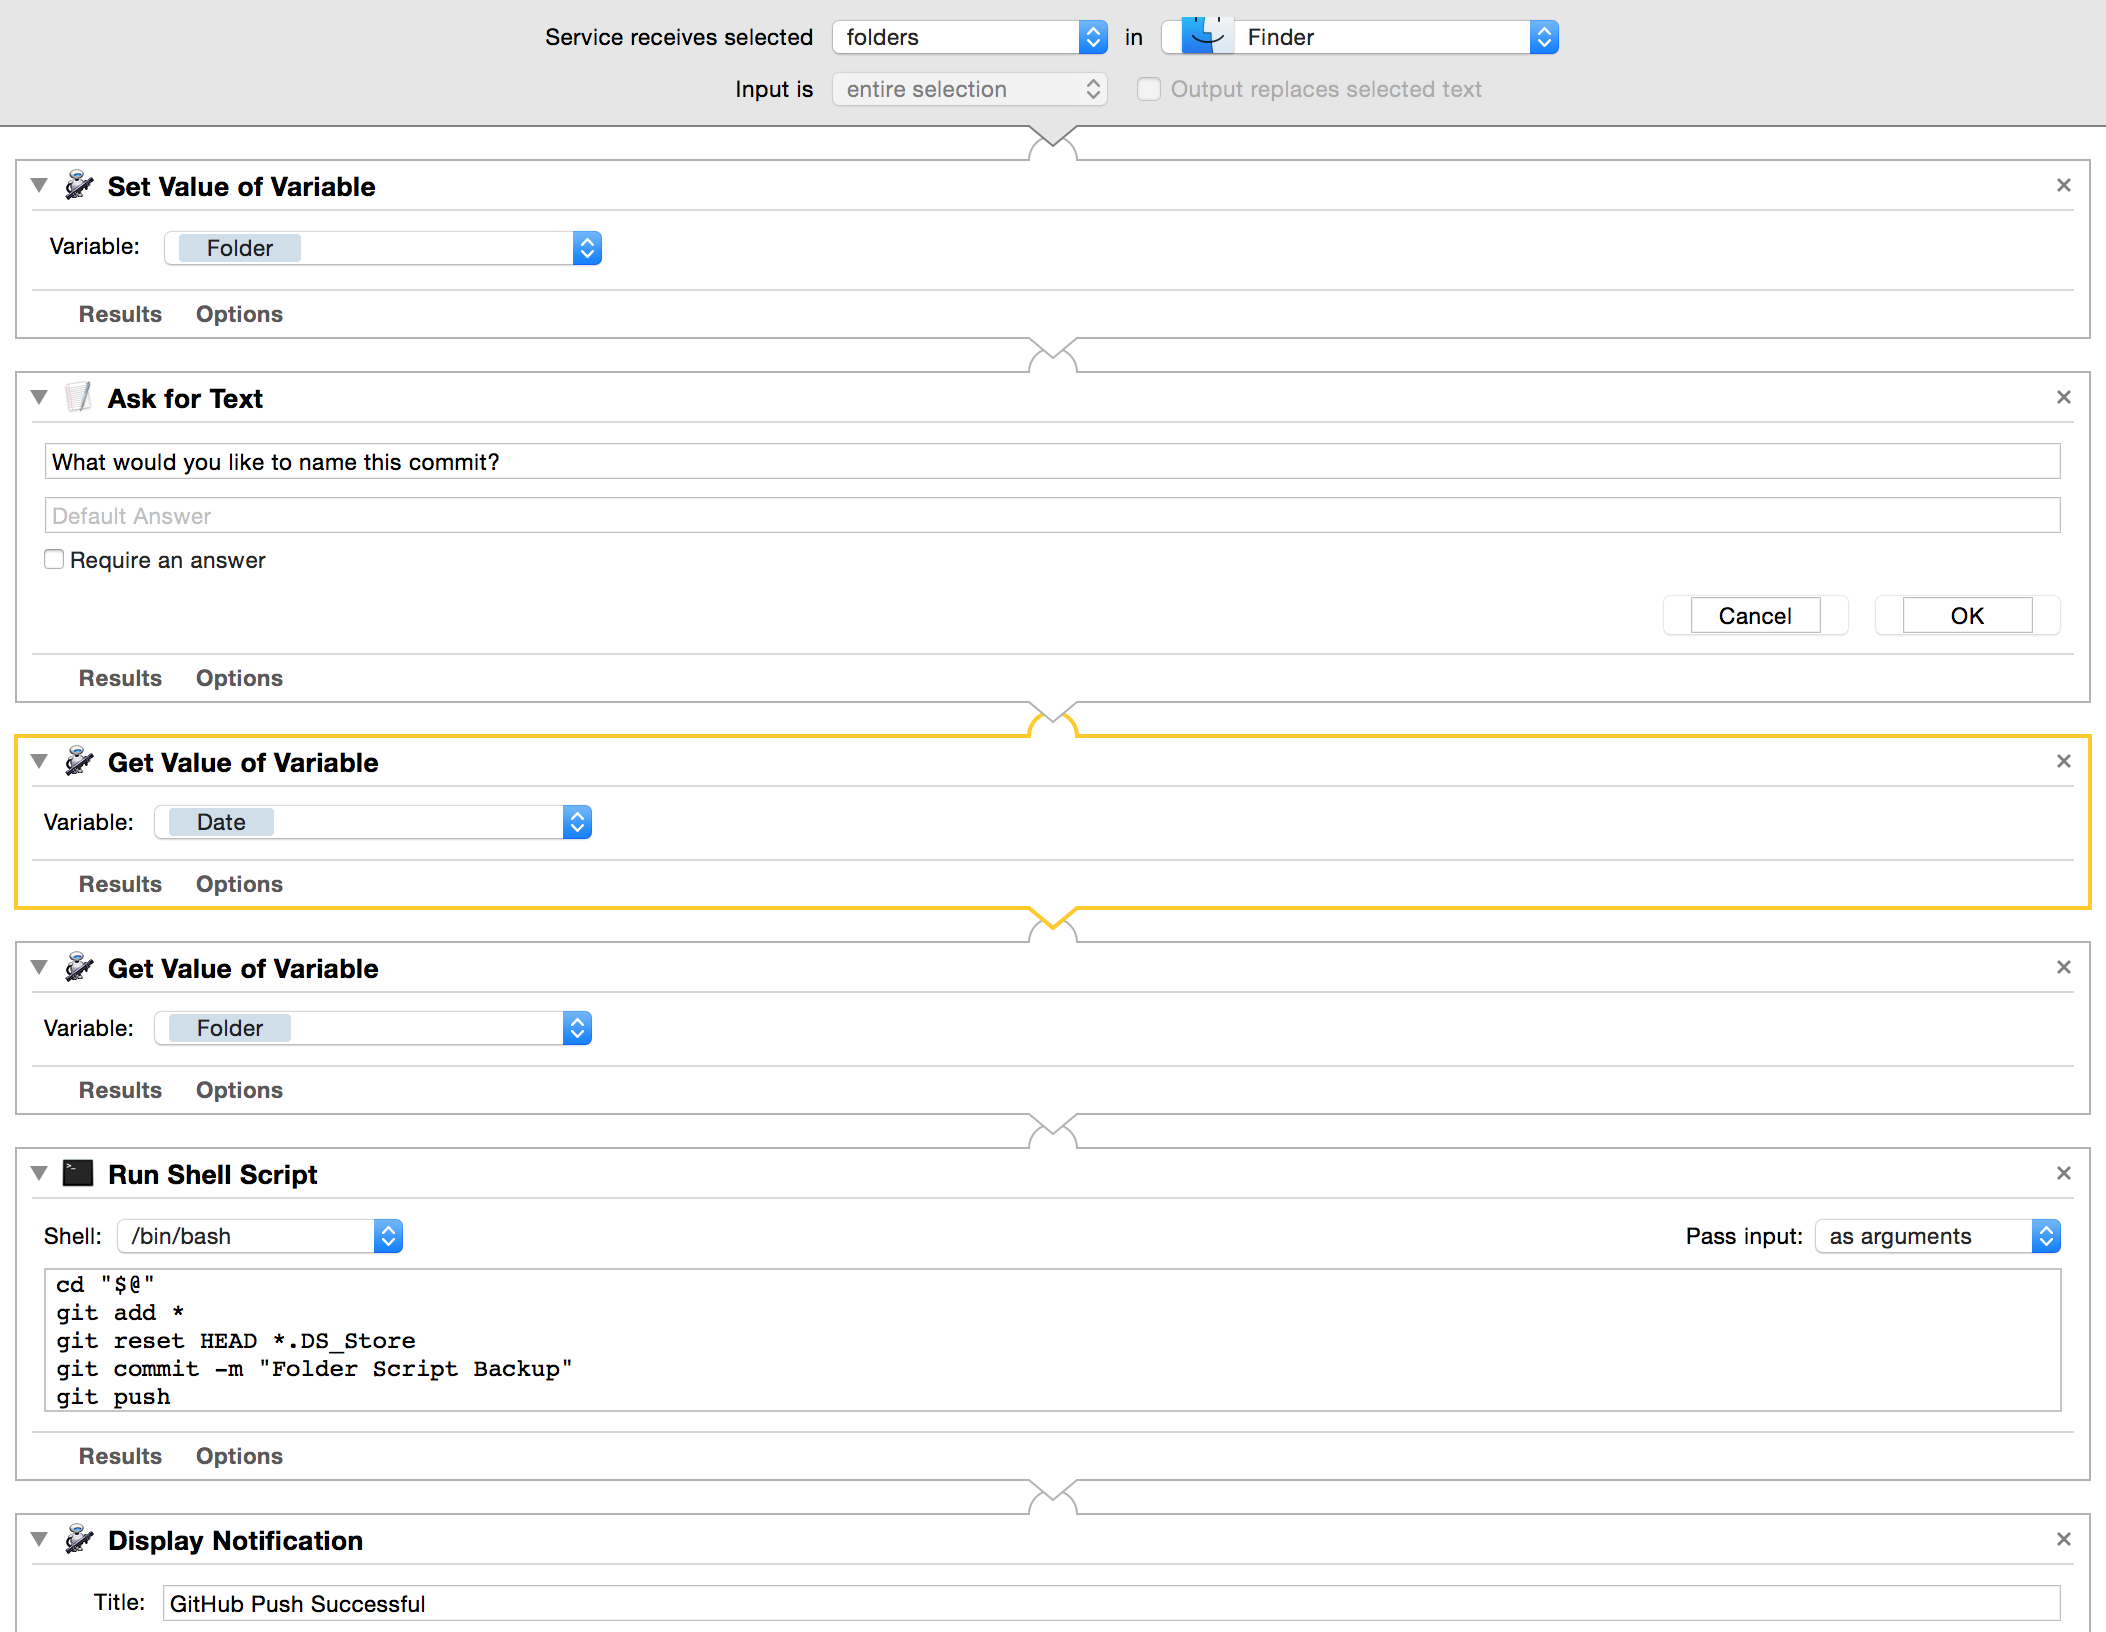 Service receives selected folders in Finder
Input is entire selection Output replaces selected text
Set Value of Variable
Variable: Folder
Results Options
Ask for Text
What would you like to name this commit?
Default Answer
Require an answer
Cancel OK
Results Options
Get Value of Variable
Variable: Date
Results Options
Get Value of Variable
Variable: Folder
Results Options
Run Shell Script
Shell: /bin/bash Pass input: as arguments
cd "$@"
git add *
git reset HEAD *.DS_Store
git commit -m "Folder Script Backup"
git push
Results Options
Display Notification
Title: GitHub Push Successful